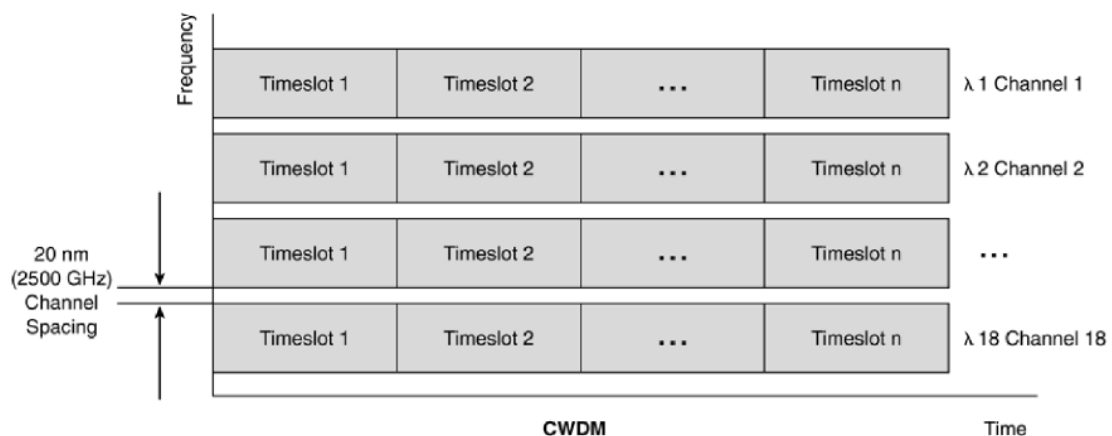 Frequency
Timeslot 1 Timeslot 2 ... Timeslot n λ 1 Channel 1
Timeslot 1 Timeslot 2 ... Timeslot n λ 2 Channel 2
Timeslot 1 Timeslot 2 ... Timeslot n ...
20 nm
(2500 GHz)
Channel
Spacing
Timeslot 1 Timeslot 2 ... Timeslot n λ 18 Channel 18
CWDM Time